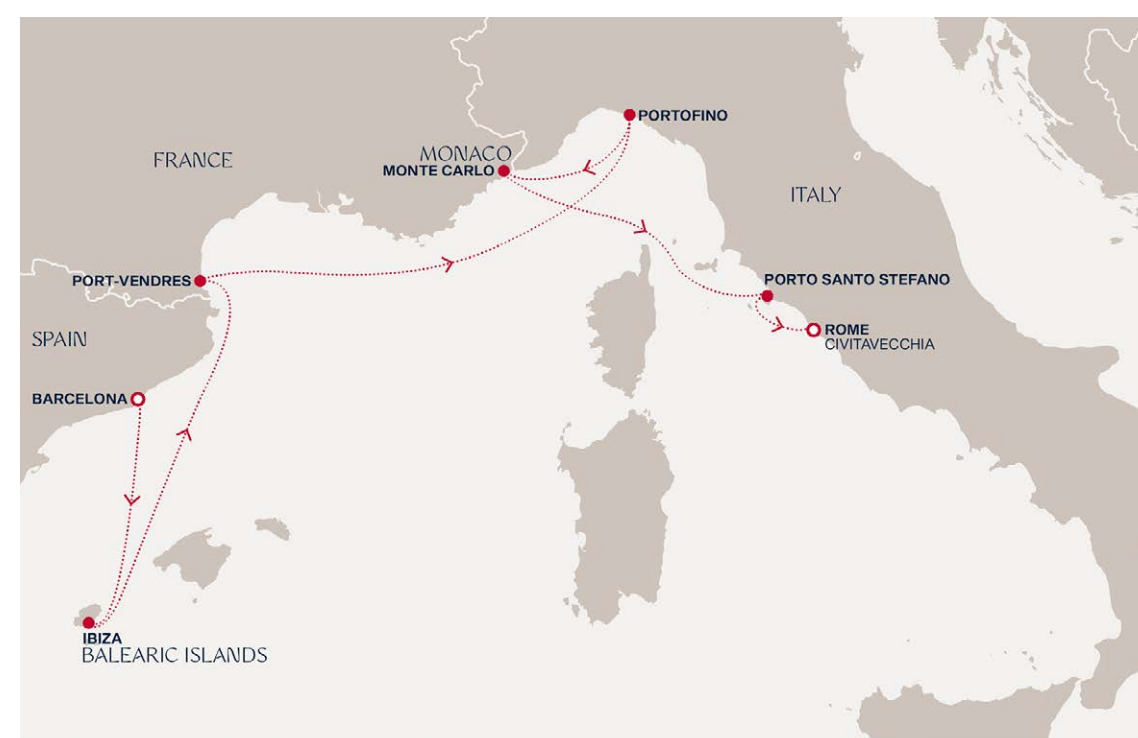 PORTOFINO
FRANCE
MONACO
MONTE CARLO
ITALY
PORT-VENDRES
PORTO SANTO STEFANO
SPAIN
ROME
CIVITAVECCHIA
BARCELONA
IBIZA
BALEARIC ISLANDS